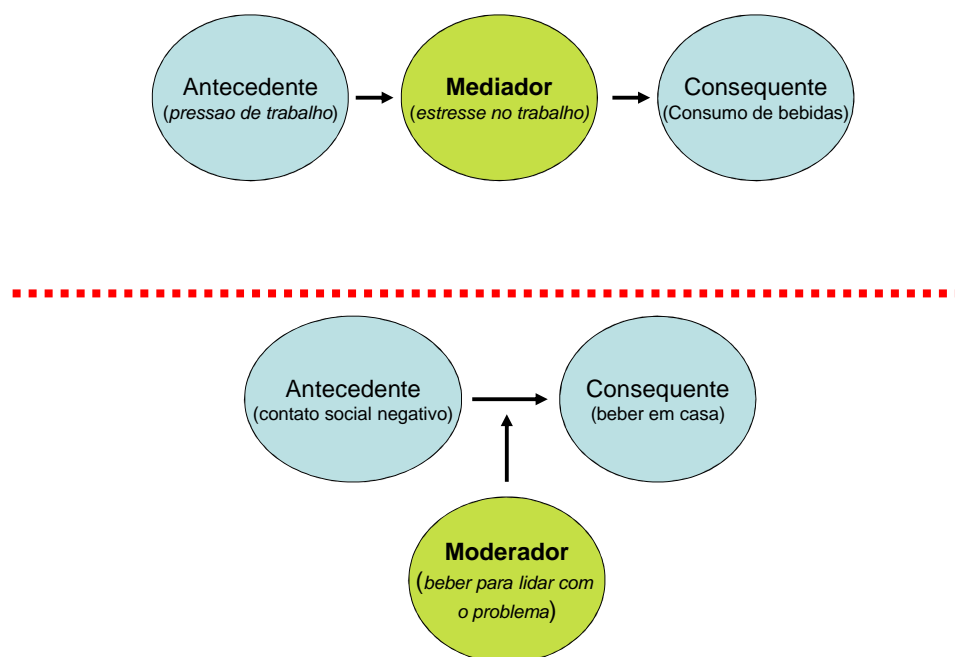 Antecedente
(pressao de trabalho)
Mediador
(estresse no trabalho)
Consequente
(Consumo de bebidas)
Antecedente
(contato social negativo)
Consequente
(beber em casa)
Moderador
(beber para lidar com
o problema)